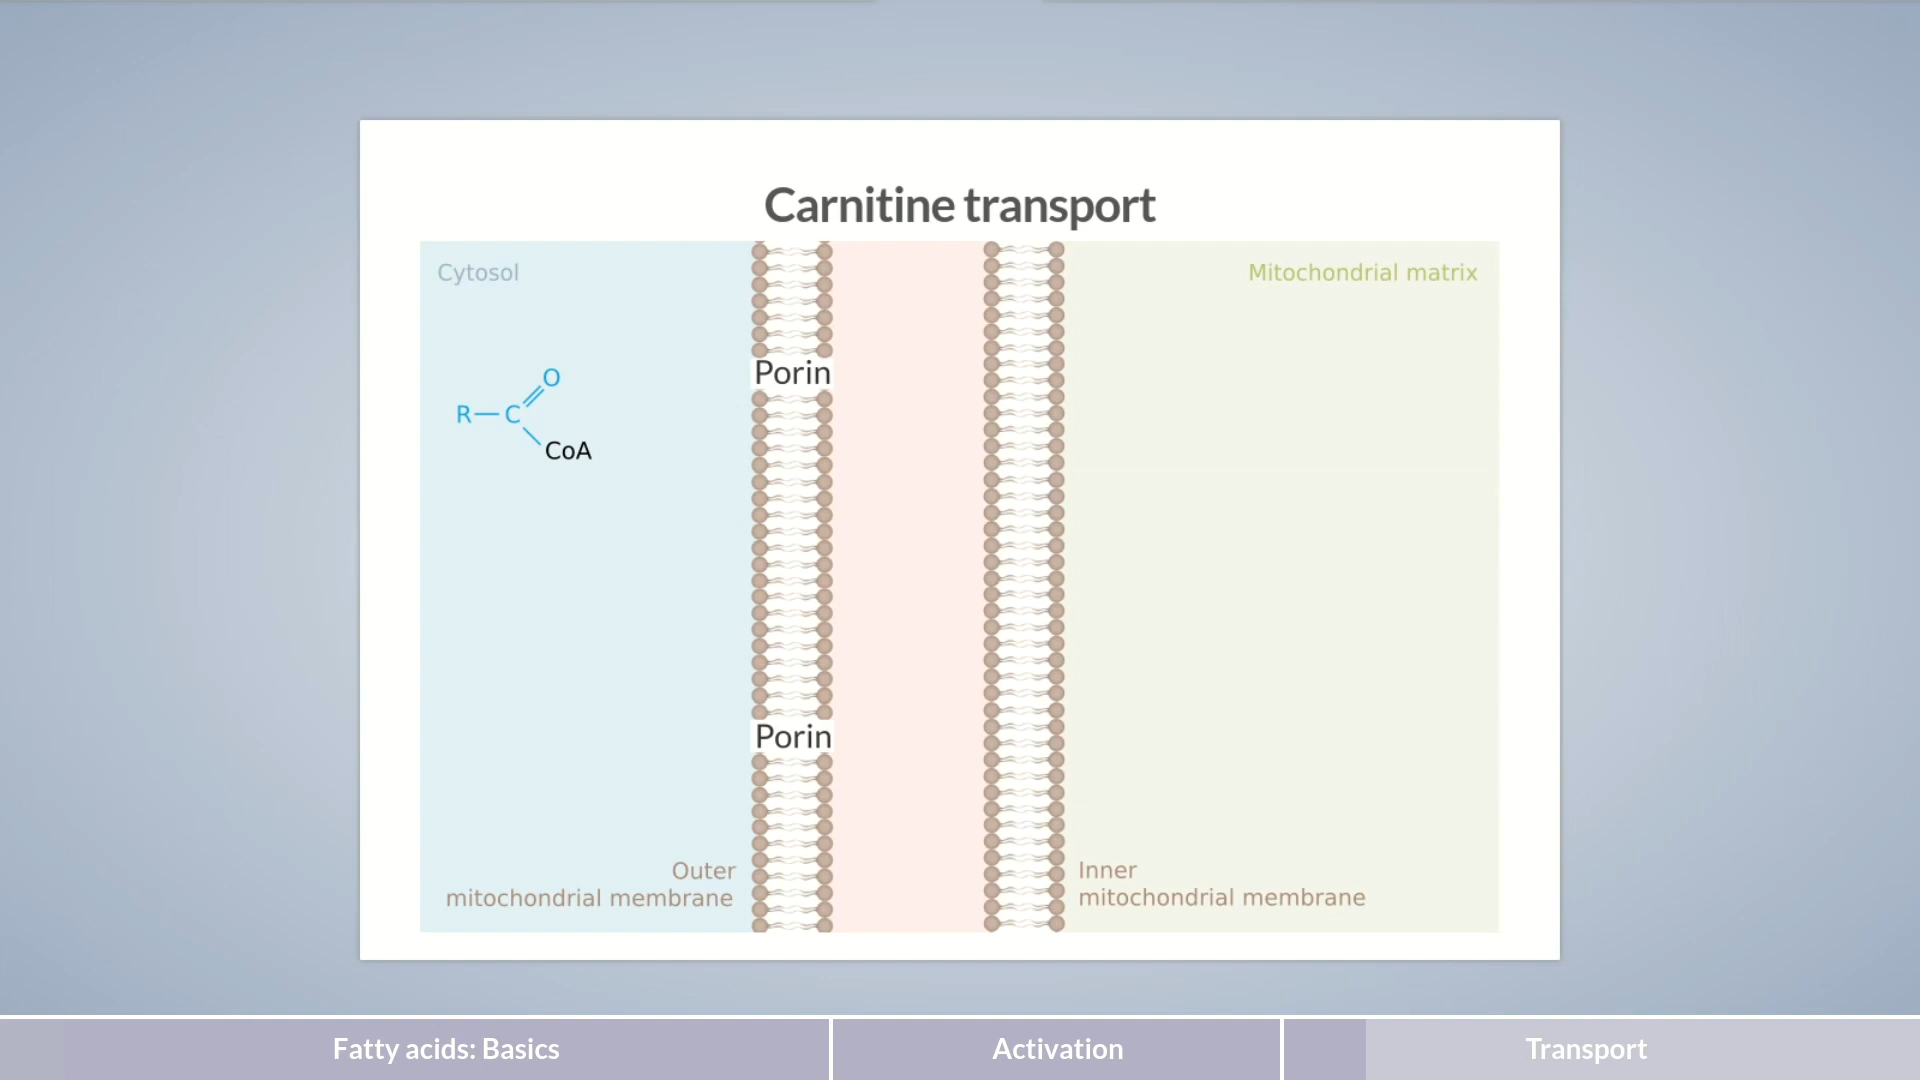 Carnitine transport
Cytosol
Mitochondrial matrix
Porin
O
R — C
CoA
Porin
Outer
mitochondrial membrane
Inner
mitochondrial membrane
Fatty acids: Basics
Activation
Transport